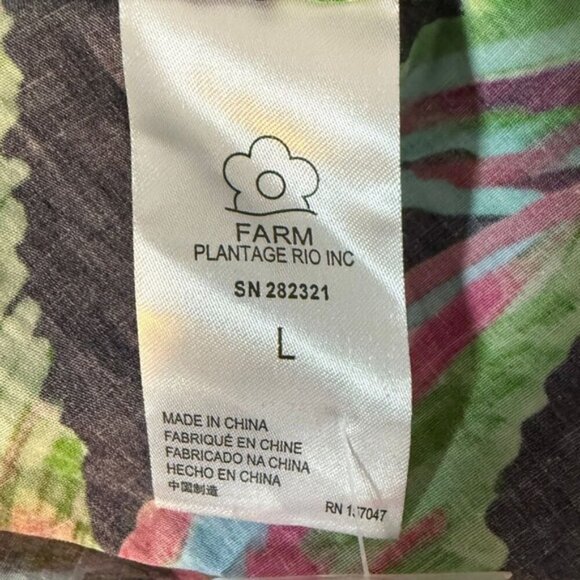 FARM
PLANTAGE RIO INC
SN 282321
L
MADE IN CHINA
FABRIQUÉ EN CHINE
FABRICADO NA CHINA
HECHO EN CHINA
中国制造
RN